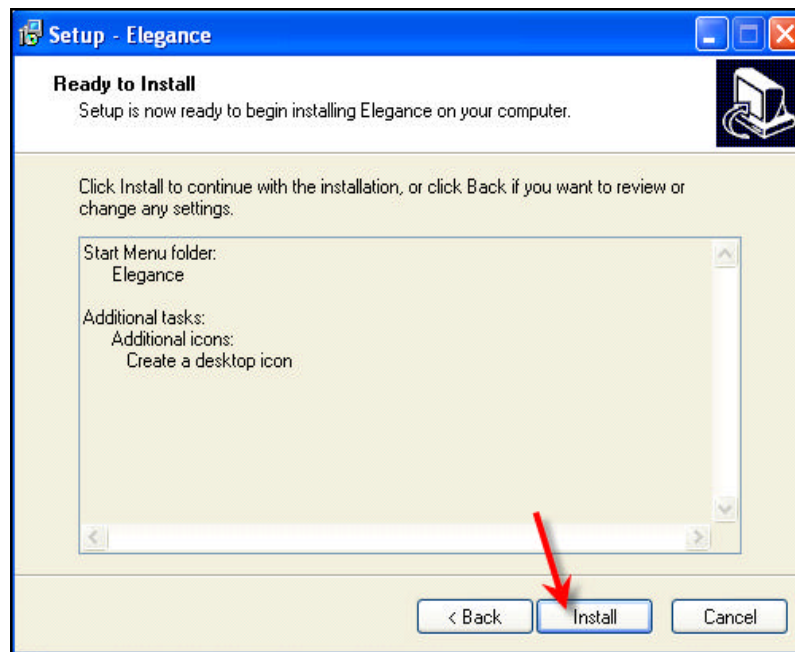 Setup - Elegance
Ready to Install
Setup is now ready to begin installing Elegance on your computer.
Click Install to continue with the installation, or click Back if you want to review or
change any settings.
Start Menu folder:
Elegance
Additional tasks:
Additional icons:
Create a desktop icon
< Back
Install
Cancel